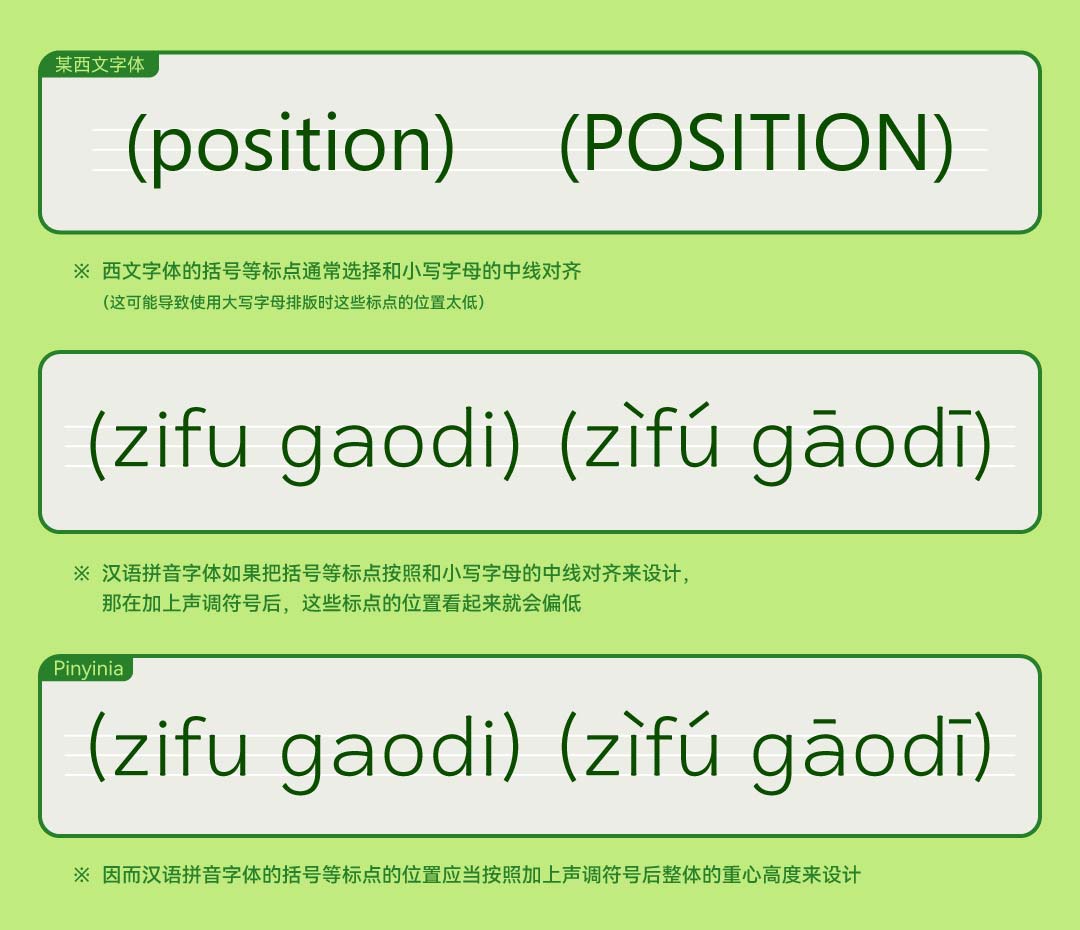 某西文字体
(position) (POSITION)
※ 西文字体的括号等标点通常选择和小写字母的中线对齐
(这可能导致使用大写字母排版时这些标点的位置太低)
(zifu gaodi) (zìfú gāodī)
※ 汉语拼音字体如果把括号等标点按照和小写字母的中线对齐来设计，
那在加上声调符号后，这些标点的位置看起来就会偏低
Pinyinia
(zifu gaodi) (zìfú gāodī)
※ 因而汉语拼音字体的括号等标点的位置应当按照加上声调符号后整体的重心高度来设计